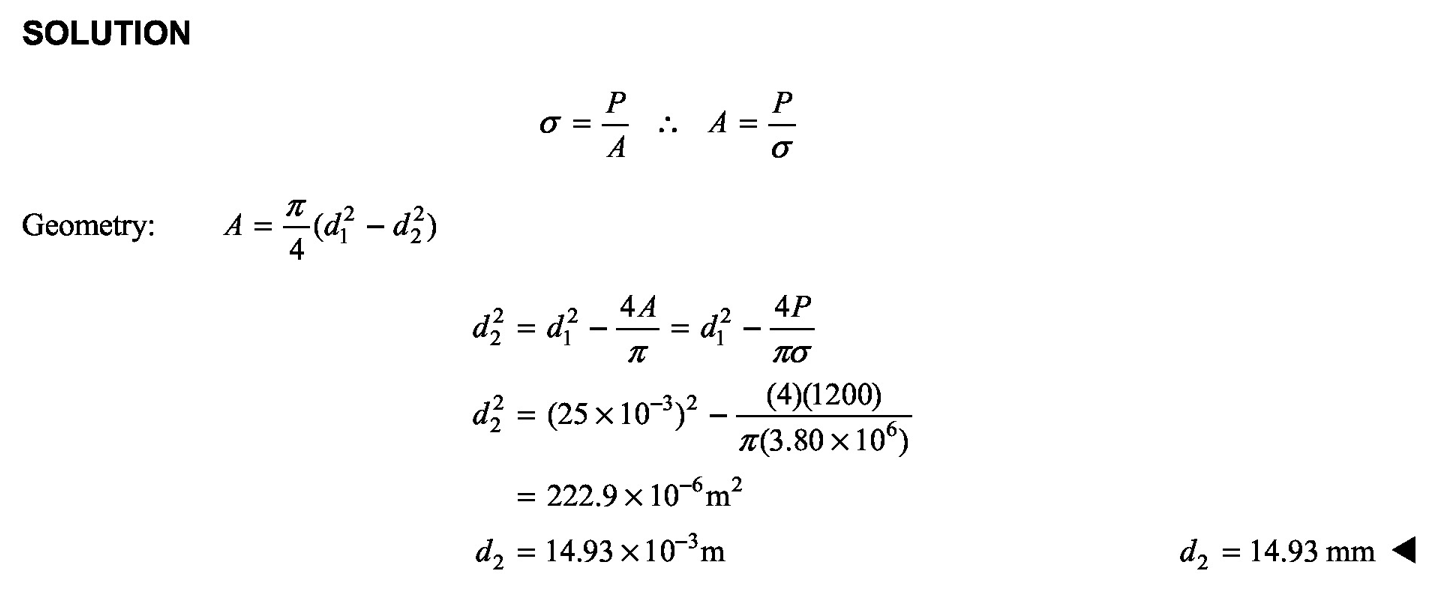 SOLUTION
σ = P/A ∴ A = P/σ
Geometry: A = π/4 (d₁² − d₂²)
d₂² = d₁² − 4A/π = d₁² − 4P/πσ
d₂² = (25 × 10⁻³)² − (4)(1200)/π(3.80 × 10⁶)
= 222.9 × 10⁻⁶ m²
d₂ = 14.93 × 10⁻³ m d₂ = 14.93 mm ◀